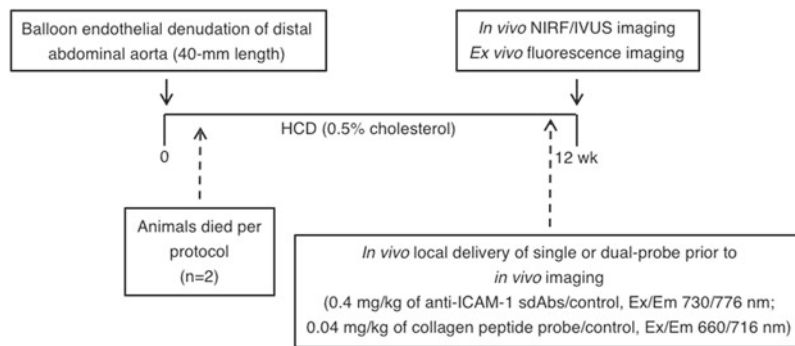 Balloon endothelial denudation of distal
abdominal aorta (40-mm length)
In vivo NIRF/IVUS imaging
Ex vivo fluorescence imaging
HCD (0.5% cholesterol)
0
12 wk
Animals died per
protocol
(n=2)
In vivo local delivery of single or dual-probe prior to
in vivo imaging
(0.4 mg/kg of anti-ICAM-1 sdAbs/control, Ex/Em 730/776 nm;
0.04 mg/kg of collagen peptide probe/control, Ex/Em 660/716 nm)